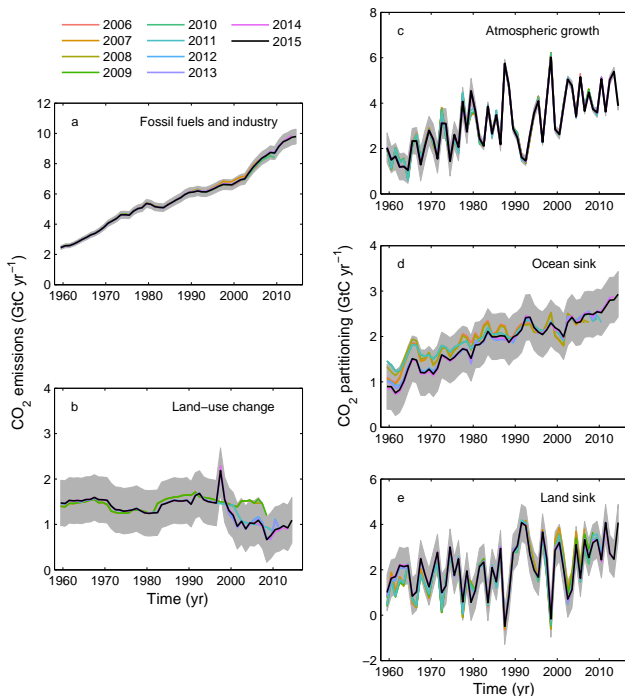 2006
2007
2008
2009
2010
2011
2012
2013
2014
2015
a Fossil fuels and industry
12
10
8
6
4
2
0
1960 1970 1980 1990 2000 2010
CO2 emissions (GtC yr−1)
b Land−use change
4
3
2
1
0
1960 1970 1980 1990 2000 2010
Time (yr)
c Atmospheric growth
8
6
4
2
0
1960 1970 1980 1990 2000 2010
CO2 partitioning (GtC yr−1)
d Ocean sink
4
3
2
1
0
1960 1970 1980 1990 2000 2010
e Land sink
6
4
2
0
−2
1960 1970 1980 1990 2000 2010
Time (yr)